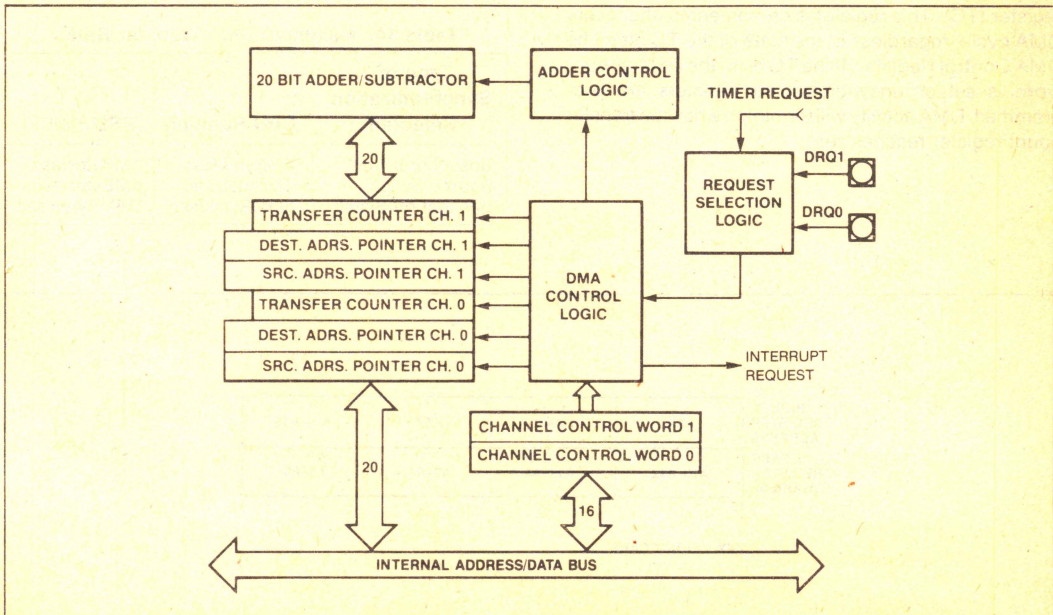 20 BIT ADDER/SUBTRACTOR
ADDER CONTROL
LOGIC
TIMER REQUEST
20
REQUEST
SELECTION
LOGIC
DRQ1
DRQ0
TRANSFER COUNTER CH. 1
DEST. ADRS. POINTER CH. 1
SRC. ADRS. POINTER CH. 1
TRANSFER COUNTER CH. 0
DEST. ADRS. POINTER CH. 0
SRC. ADRS. POINTER CH. 0
DMA
CONTROL
LOGIC
INTERRUPT
REQUEST
CHANNEL CONTROL WORD 1
CHANNEL CONTROL WORD 0
20
16
INTERNAL ADDRESS/DATA BUS